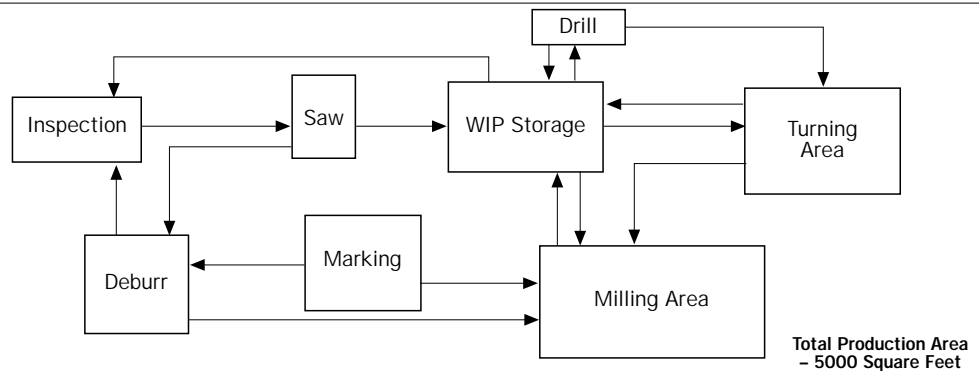 Drill
Inspection
Saw
WIP Storage
Turning
Area
Marking
Deburr
Milling Area
Total Production Area
– 5000 Square Feet